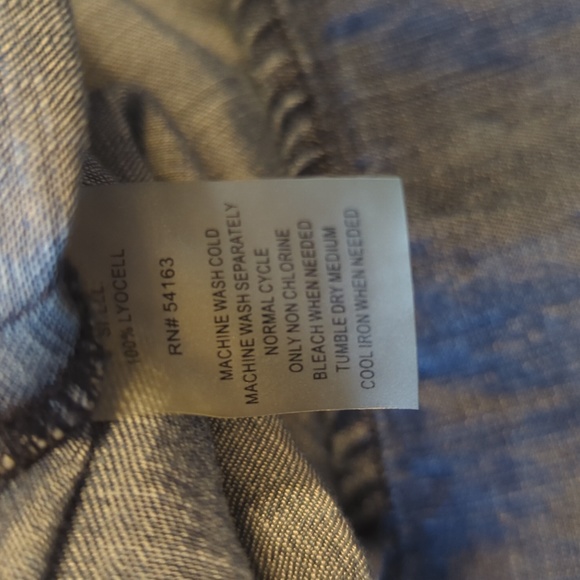 100% LYOCELL
RN# 54163
MACHINE WASH COLD
MACHINE WASH SEPARATELY
NORMAL CYCLE
ONLY NON CHLORINE
BLEACH WHEN NEEDED
TUMBLE DRY MEDIUM
COOL IRON WHEN NEEDED